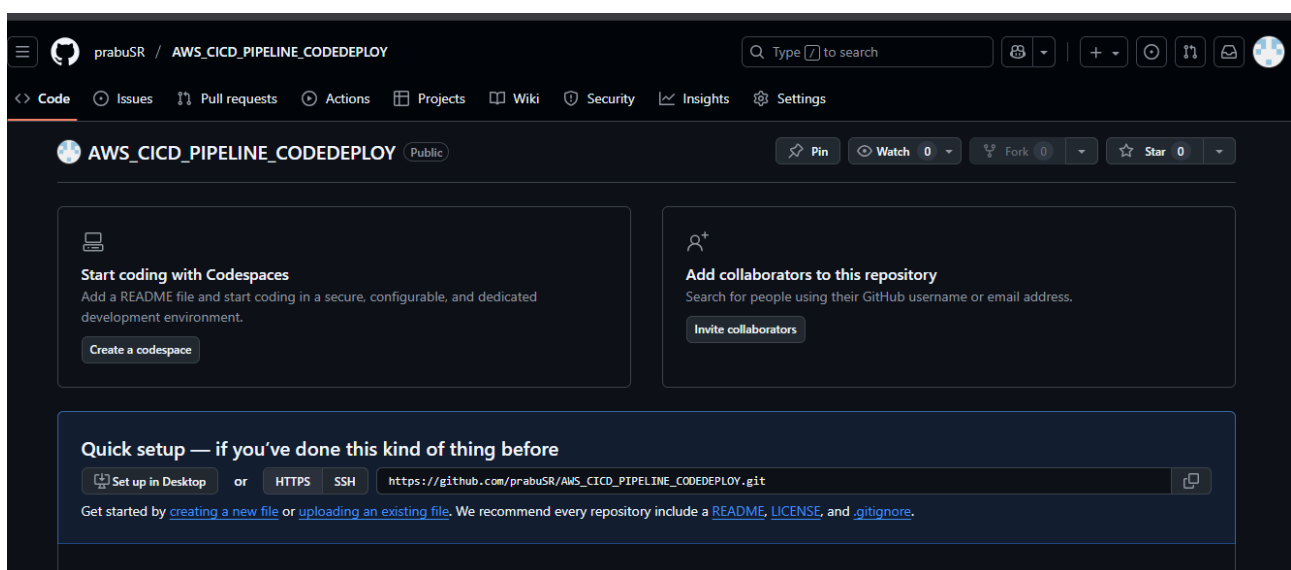 prabuSR / AWS_CICD_PIPELINE_CODEDEPLOY
Type / to search
Code Issues Pull requests Actions Projects Wiki Security Insights Settings
AWS_CICD_PIPELINE_CODEDEPLOY Public
Pin Watch 0 Fork 0 Star 0
Start coding with Codespaces
Add a README file and start coding in a secure, configurable, and dedicated
development environment.
Create a codespace
Add collaborators to this repository
Search for people using their GitHub username or email address.
Invite collaborators
Quick setup — if you've done this kind of thing before
Set up in Desktop or HTTPS SSH https://github.com/prabuSR/AWS_CICD_PIPELINE_CODEDEPLOY.git
Get started by creating a new file or uploading an existing file. We recommend every repository include a README, LICENSE, and .gitignore.